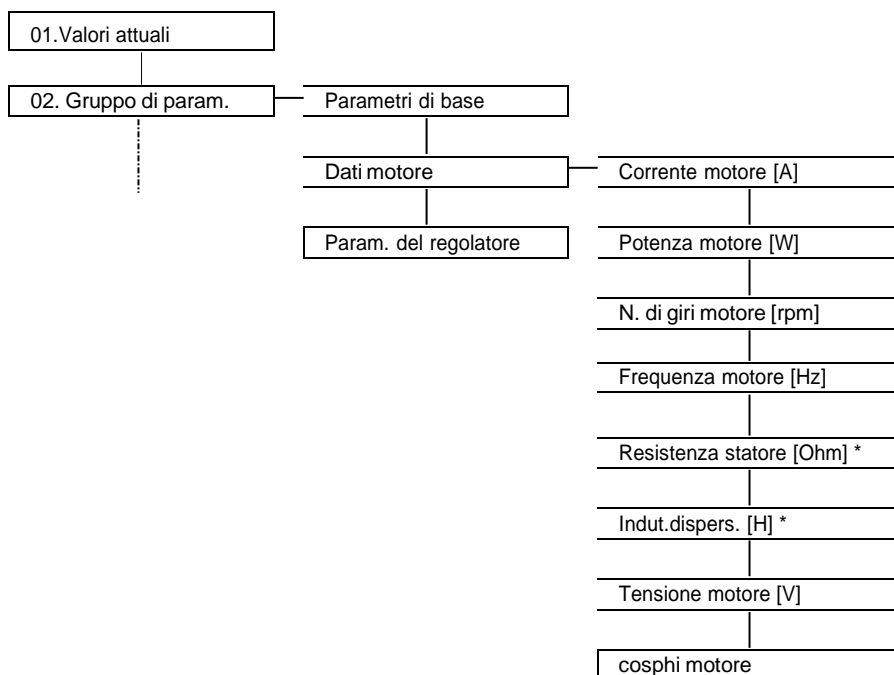 01.Valori attuali
02. Gruppo di param.
Parametri di base
Dati motore
Corrente motore [A]
Param. del regolatore
Potenza motore [W]
N. di giri motore [rpm]
Frequenza motore [Hz]
Resistenza statore [Ohm] *
Indut.dispers. [H] *
Tensione motore [V]
cosphi motore